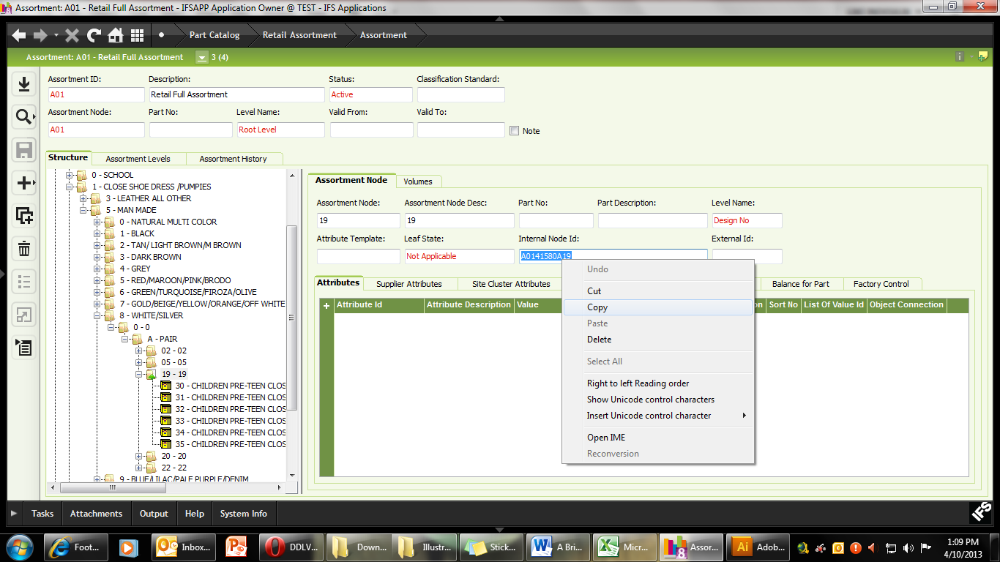 Assortment: A01 - Retail Full Assortment - IFSAPP Application Owner @ TEST - IFS Applications
Part Catalog Retail Assortment Assortment
Assortment: A01 - Retail Full Assortment 3 (4)
Assortment ID: Description: Status: Classification Standard:
A01 Retail Full Assortment Active
Assortment Node: Part No: Level Name: Valid From: Valid To:
A01 Root Level Note
Structure Assortment Levels Assortment History
0 - SCHOOL
1 - CLOSE SHOE DRESS /PUMPIES
3 - LEATHER ALL OTHER
5 - MAN MADE
0 - NATURAL MULTI COLOR
1 - BLACK
2 - TAN/ LIGHT BROWN/M BROWN
3 - DARK BROWN
4 - GREY
5 - RED/MAROON/PINK/BRODO
6 - GREEN/TURQUOISE/FIROZA/OLIVE
7 - GOLD/BEIGE/YELLOW/ORANGE/OFF WHITE
8 - WHITE/SILVER
0 - 0
A - PAIR
02 - 02
05 - 05
19 - 19
30 - CHILDREN PRE-TEEN CLOS
31 - CHILDREN PRE-TEEN CLOS
32 - CHILDREN PRE-TEEN CLOS
33 - CHILDREN PRE-TEEN CLOS
34 - CHILDREN PRE-TEEN CLOS
35 - CHILDREN PRE-TEEN CLOS
20 - 20
22 - 22
9 - BLUE/LILAC/PALE PURPLE/DENIM
Assortment Node Volumes
Assortment Node: Assortment Node Desc: Part No: Part Description: Level Name:
19 19 Design No
Attribute Template: Leaf State: Internal Node Id: External Id:
Not Applicable A0141580A19
Attributes Supplier Attributes Site Cluster Attributes Balance for Part Factory Control
Attribute Id Attribute Description Value on Sort No List Of Value Id Object Connection
Undo
Cut
Copy
Paste
Delete
Select All
Right to left Reading order
Show Unicode control characters
Insert Unicode control character
Open IME
Reconversion
Tasks Attachments Output Help System Info IFS
Foot... Inbox... DDLV... Down... Illustr... Stick... A Bri... Micr... Assor... Adob... 1:09 PM
4/10/2013